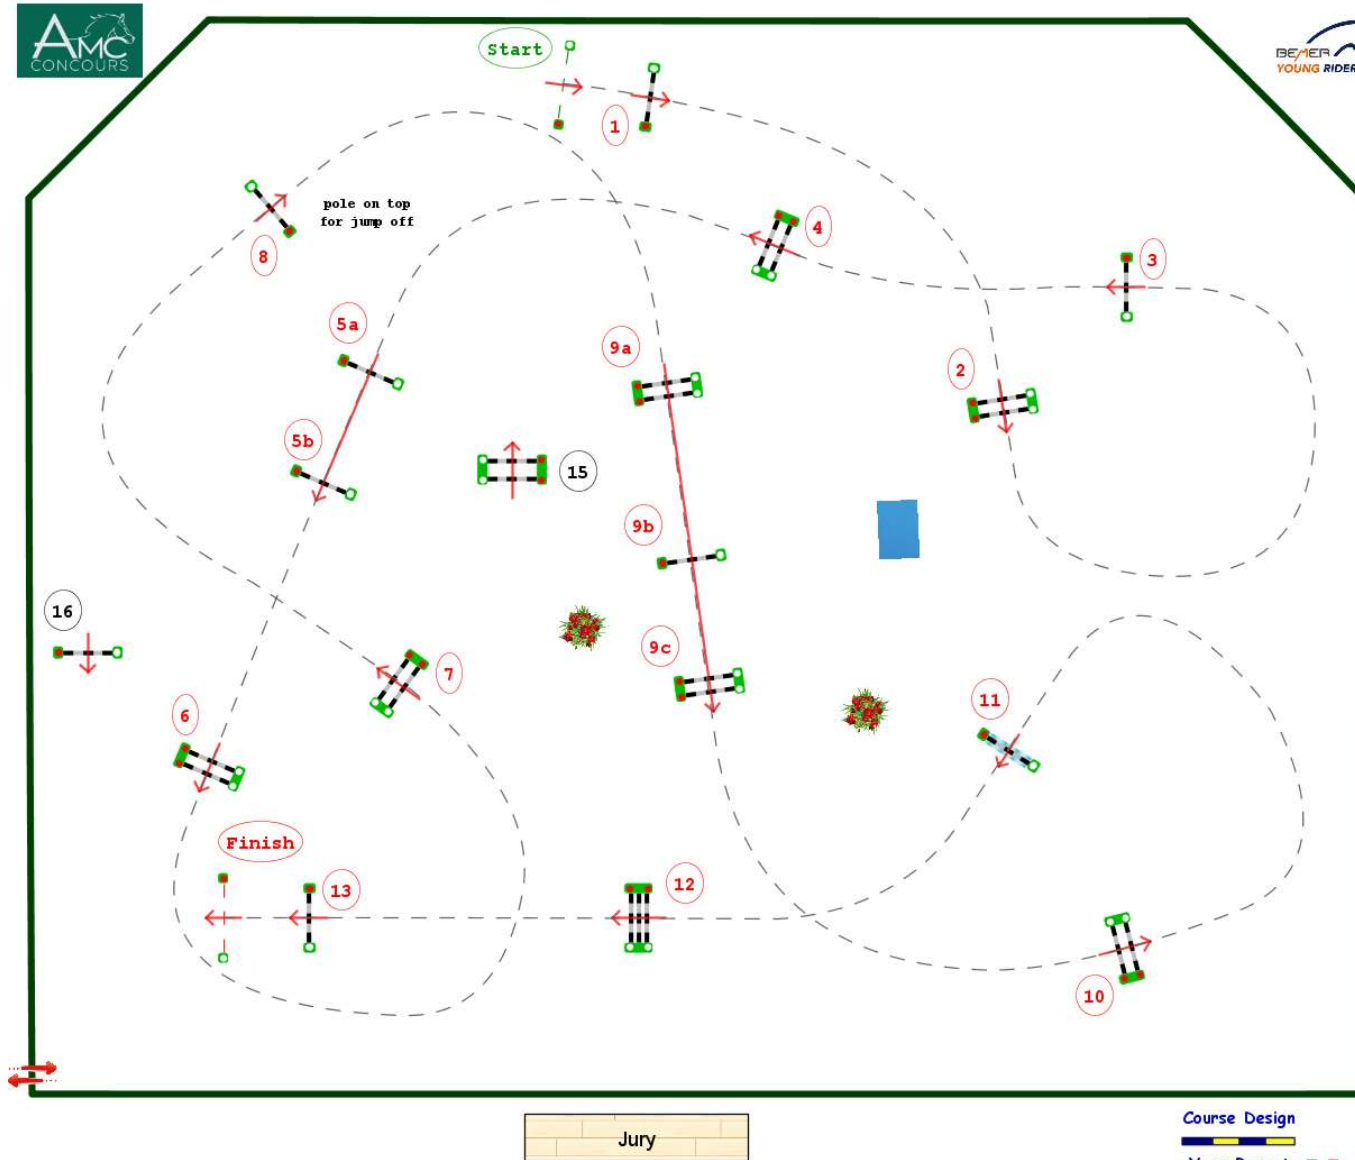 AMC
CONCOURS
Start
BEMER
YOUNG RIDER
1
8
pole on top
for jump off
4
3
5a
9a
2
5b
15
9b
16
9c
7
11
6
Finish
13
12
10
Jury
Course Design